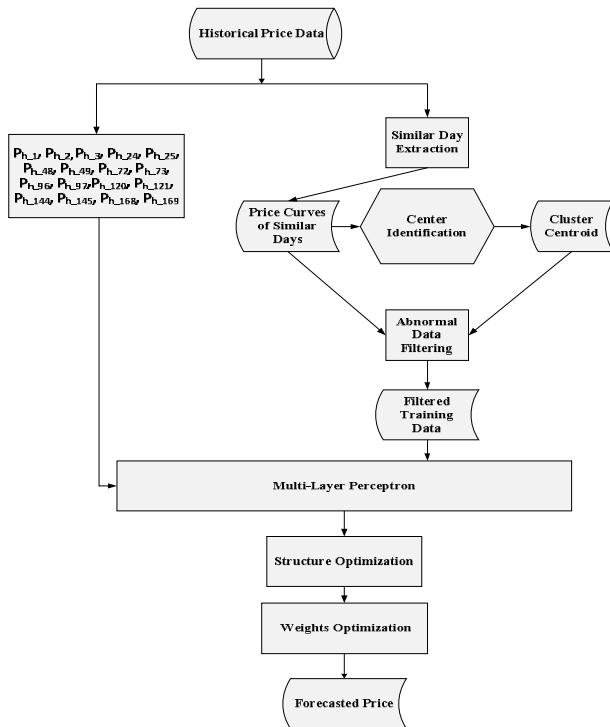 Historical Price Data
Ph_1, Ph_2, Ph_3, Ph_24, Ph_25,
Ph_48, Ph_49, Ph_72, Ph_73,
Ph_96, Ph_97, Ph_120, Ph_121,
Ph_144, Ph_145, Ph_168, Ph_169
Similar Day
Extraction
Price Curves
of Similar
Days
Center
Identification
Cluster
Centroid
Abnormal
Data
Filtering
Filtered
Training
Data
Multi-Layer Perceptron
Structure Optimization
Weights Optimization
Forecasted Price